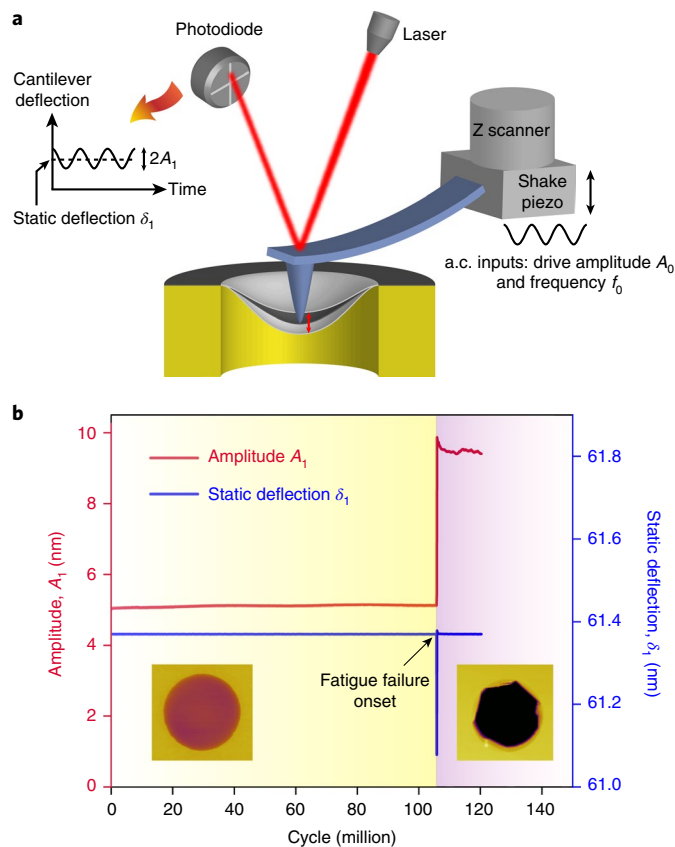 a
Photodiode
Laser
Cantilever
deflection
2A₁
Time
Static deflection δ₁
Z scanner
Shake
piezo
a.c. inputs: drive amplitude A₀
and frequency f₀
b
Amplitude, A₁ (nm)
10
8
6
4
2
0
Amplitude A₁
Static deflection δ₁
Fatigue failure
onset
61.8
61.6
61.4
61.2
61.0
Static deflection, δ₁ (nm)
0 20 40 60 80 100 120 140
Cycle (million)